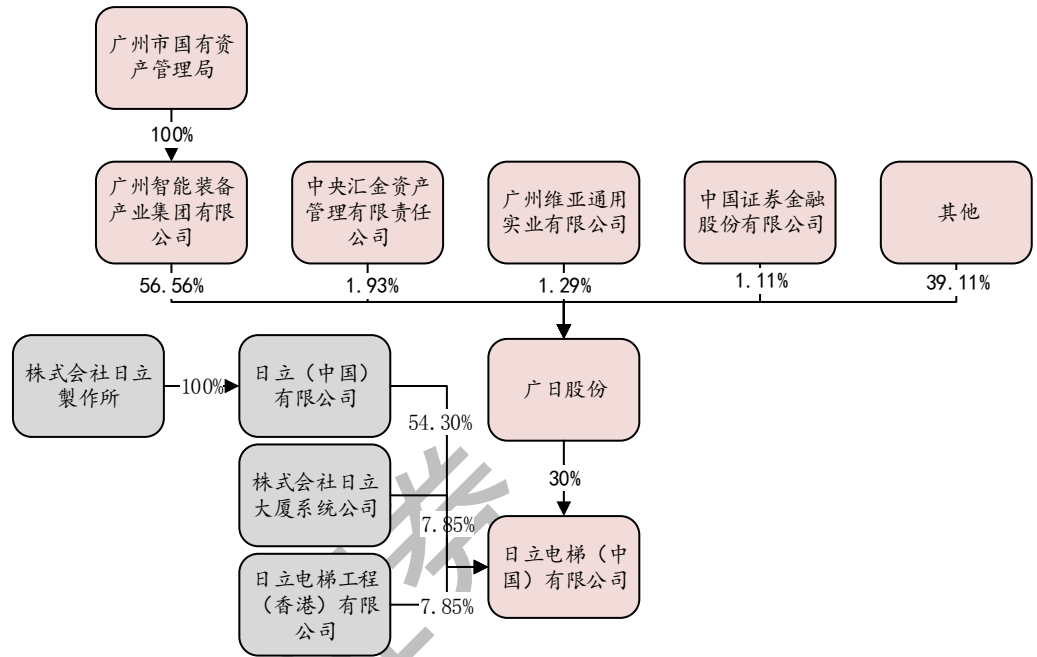 广州市国有资
产管理局
100%
广州智能装备
产业集团有限
公司
中央汇金资产
管理有限责任
公司
广州维亚通用
实业有限公司
中国证券金融
股份有限公司
其他
56.56%
1.93%
1.29%
1.11%
39.11%
株式会社日立
製作所
100%
日立（中国）
有限公司
广日股份
54.30%
株式会社日立
大厦系统公司
30%
7.85%
日立电梯（中
国）有限公司
日立电梯工程
（香港）有限
公司
7.85%